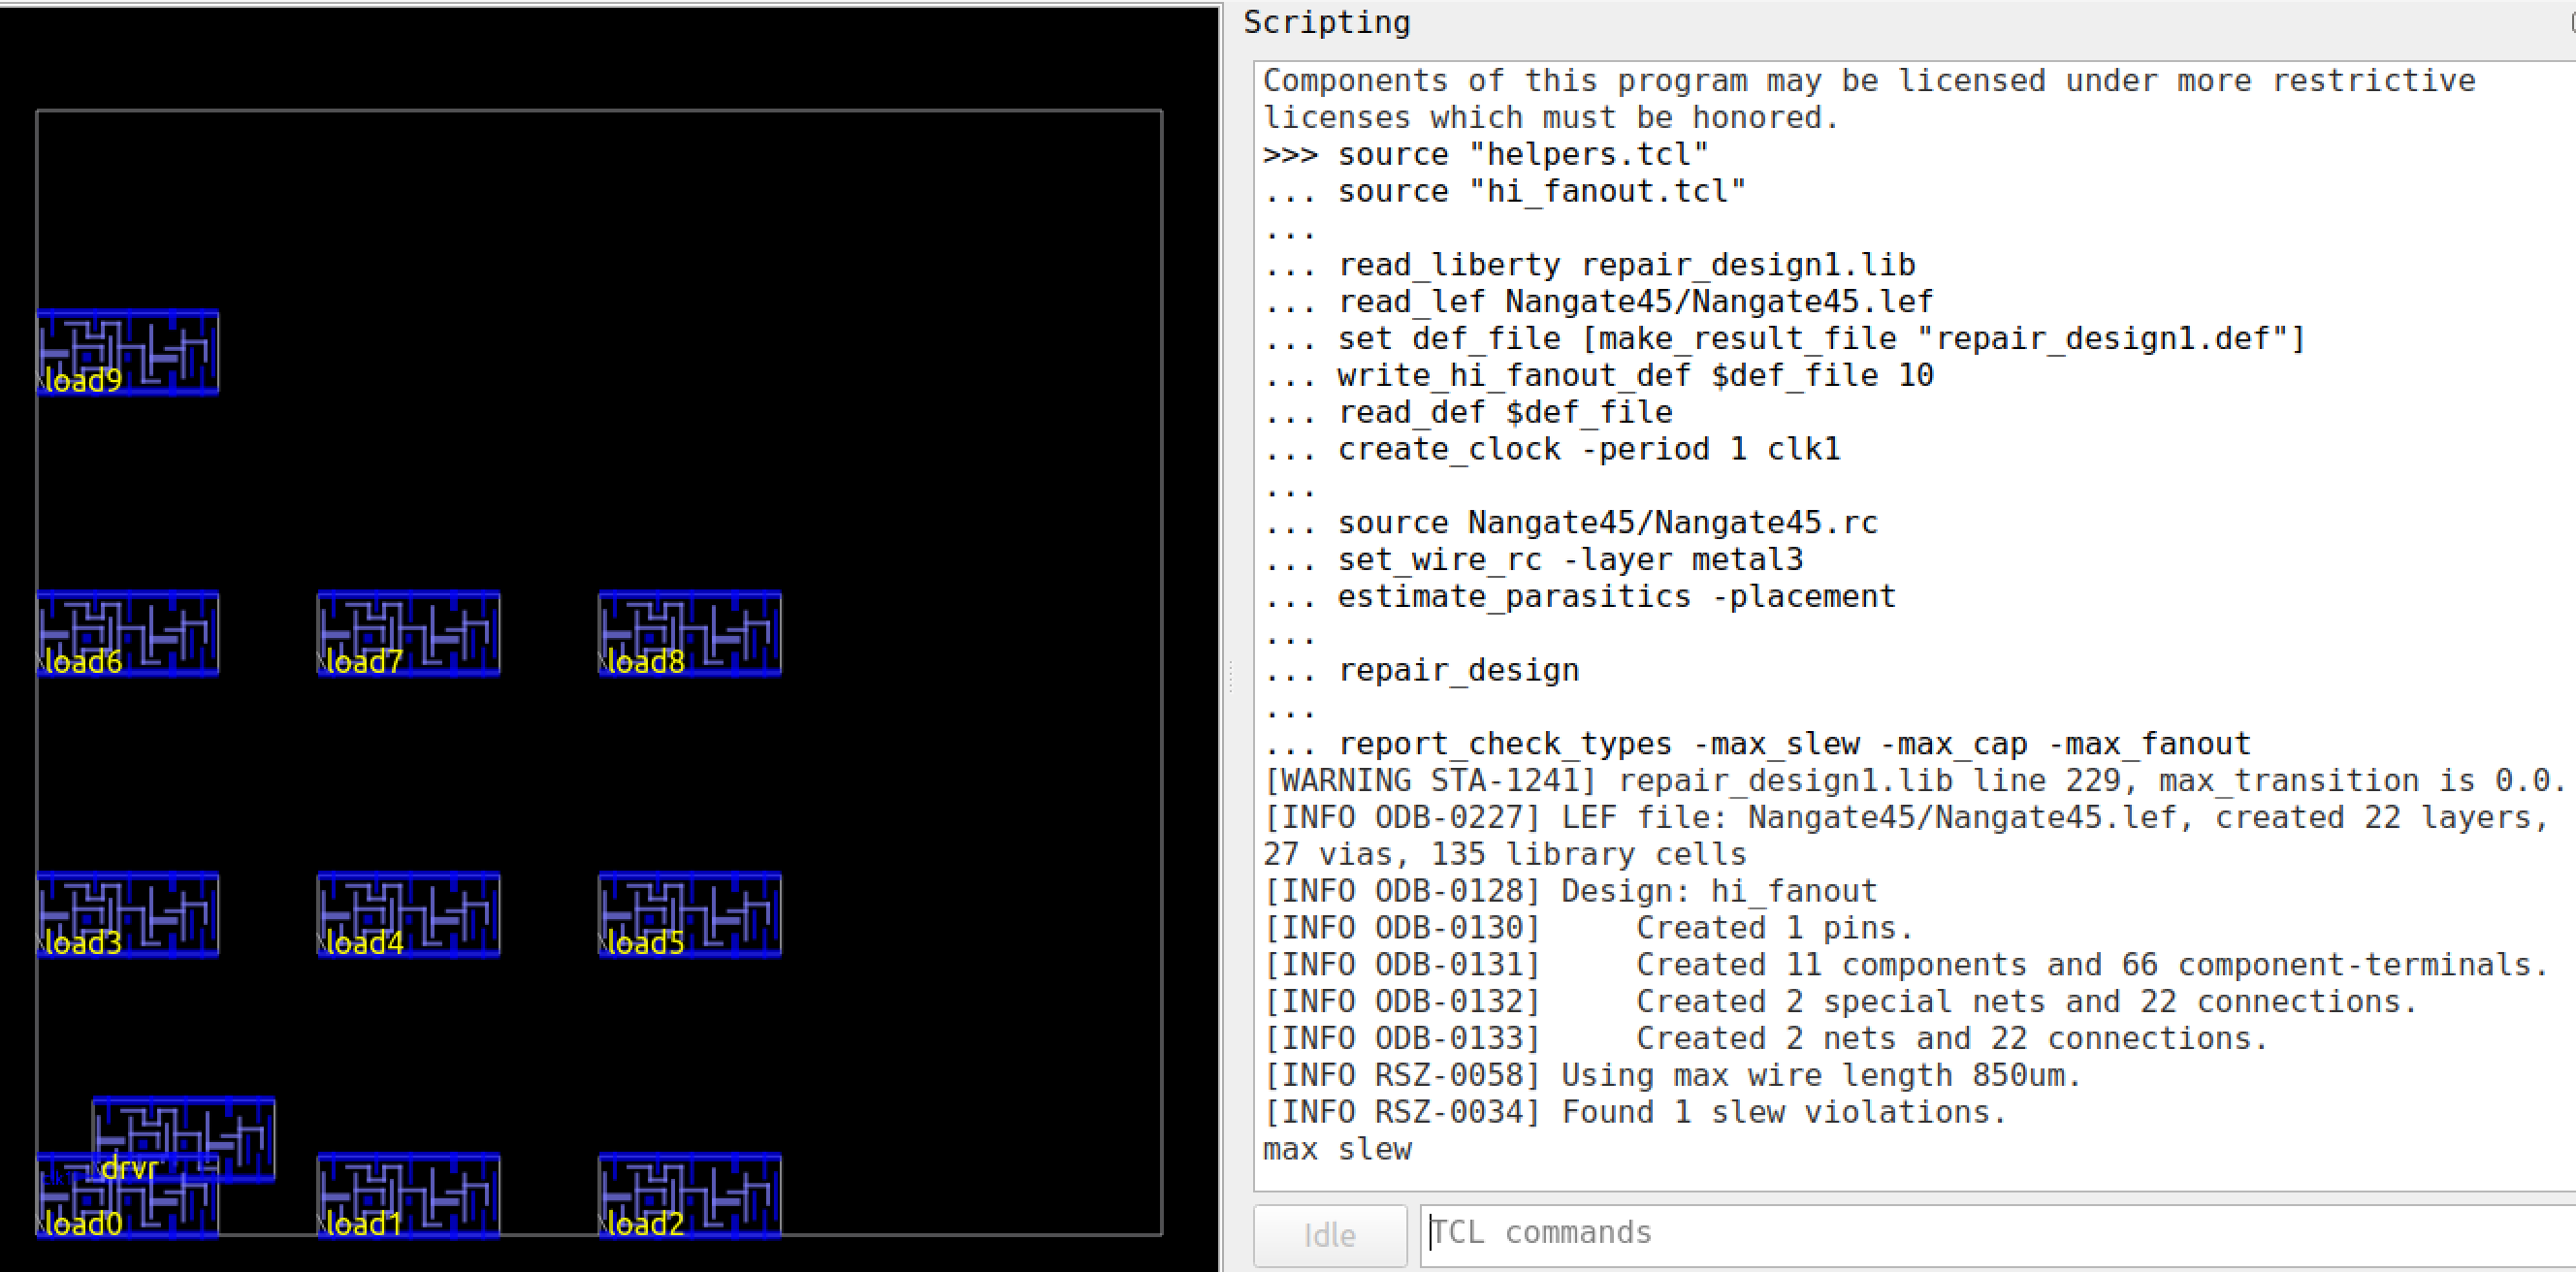 Scripting
Components of this program may be licensed under more restrictive
licenses which must be honored.
>>> source "helpers.tcl"
... source "hi_fanout.tcl"
...
... read_liberty repair_design1.lib
... read_lef Nangate45/Nangate45.lef
... set def_file [make_result_file "repair_design1.def"]
... write_hi_fanout_def $def_file 10
... read_def $def_file
... create_clock -period 1 clk1
...
... source Nangate45/Nangate45.rc
... set_wire_rc -layer metal3
... estimate_parasitics -placement
...
... repair_design
...
... report_check_types -max_slew -max_cap -max_fanout
[WARNING STA-1241] repair_design1.lib line 229, max_transition is 0.0.
[INFO ODB-0227] LEF file: Nangate45/Nangate45.lef, created 22 layers,
27 vias, 135 library cells
[INFO ODB-0128] Design: hi_fanout
[INFO ODB-0130]     Created 1 pins.
[INFO ODB-0131]     Created 11 components and 66 component-terminals.
[INFO ODB-0132]     Created 2 special nets and 22 connections.
[INFO ODB-0133]     Created 2 nets and 22 connections.
[INFO RSZ-0058] Using max wire length 850um.
[INFO RSZ-0034] Found 1 slew violations.
max slew
Idle
TCL commands
load9
load6
load7
load8
load3
load4
load5
drvr
load0
load1
load2